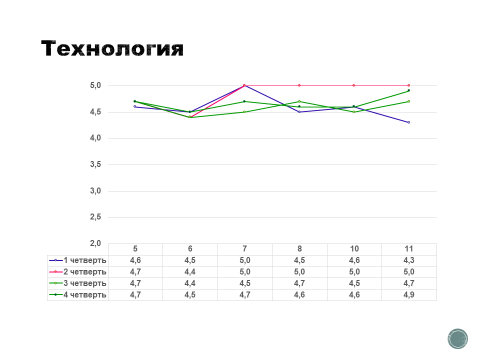 Технология
5,0
4,5
4,0
3,5
3,0
2,5
2,0
5 6 7 8 10 11
1 четверть 4,6 4,5 5,0 4,5 4,6 4,3
2 четверть 4,7 4,4 5,0 5,0 5,0 5,0
3 четверть 4,7 4,4 4,5 4,7 4,5 4,7
4 четверть 4,7 4,5 4,7 4,6 4,6 4,9